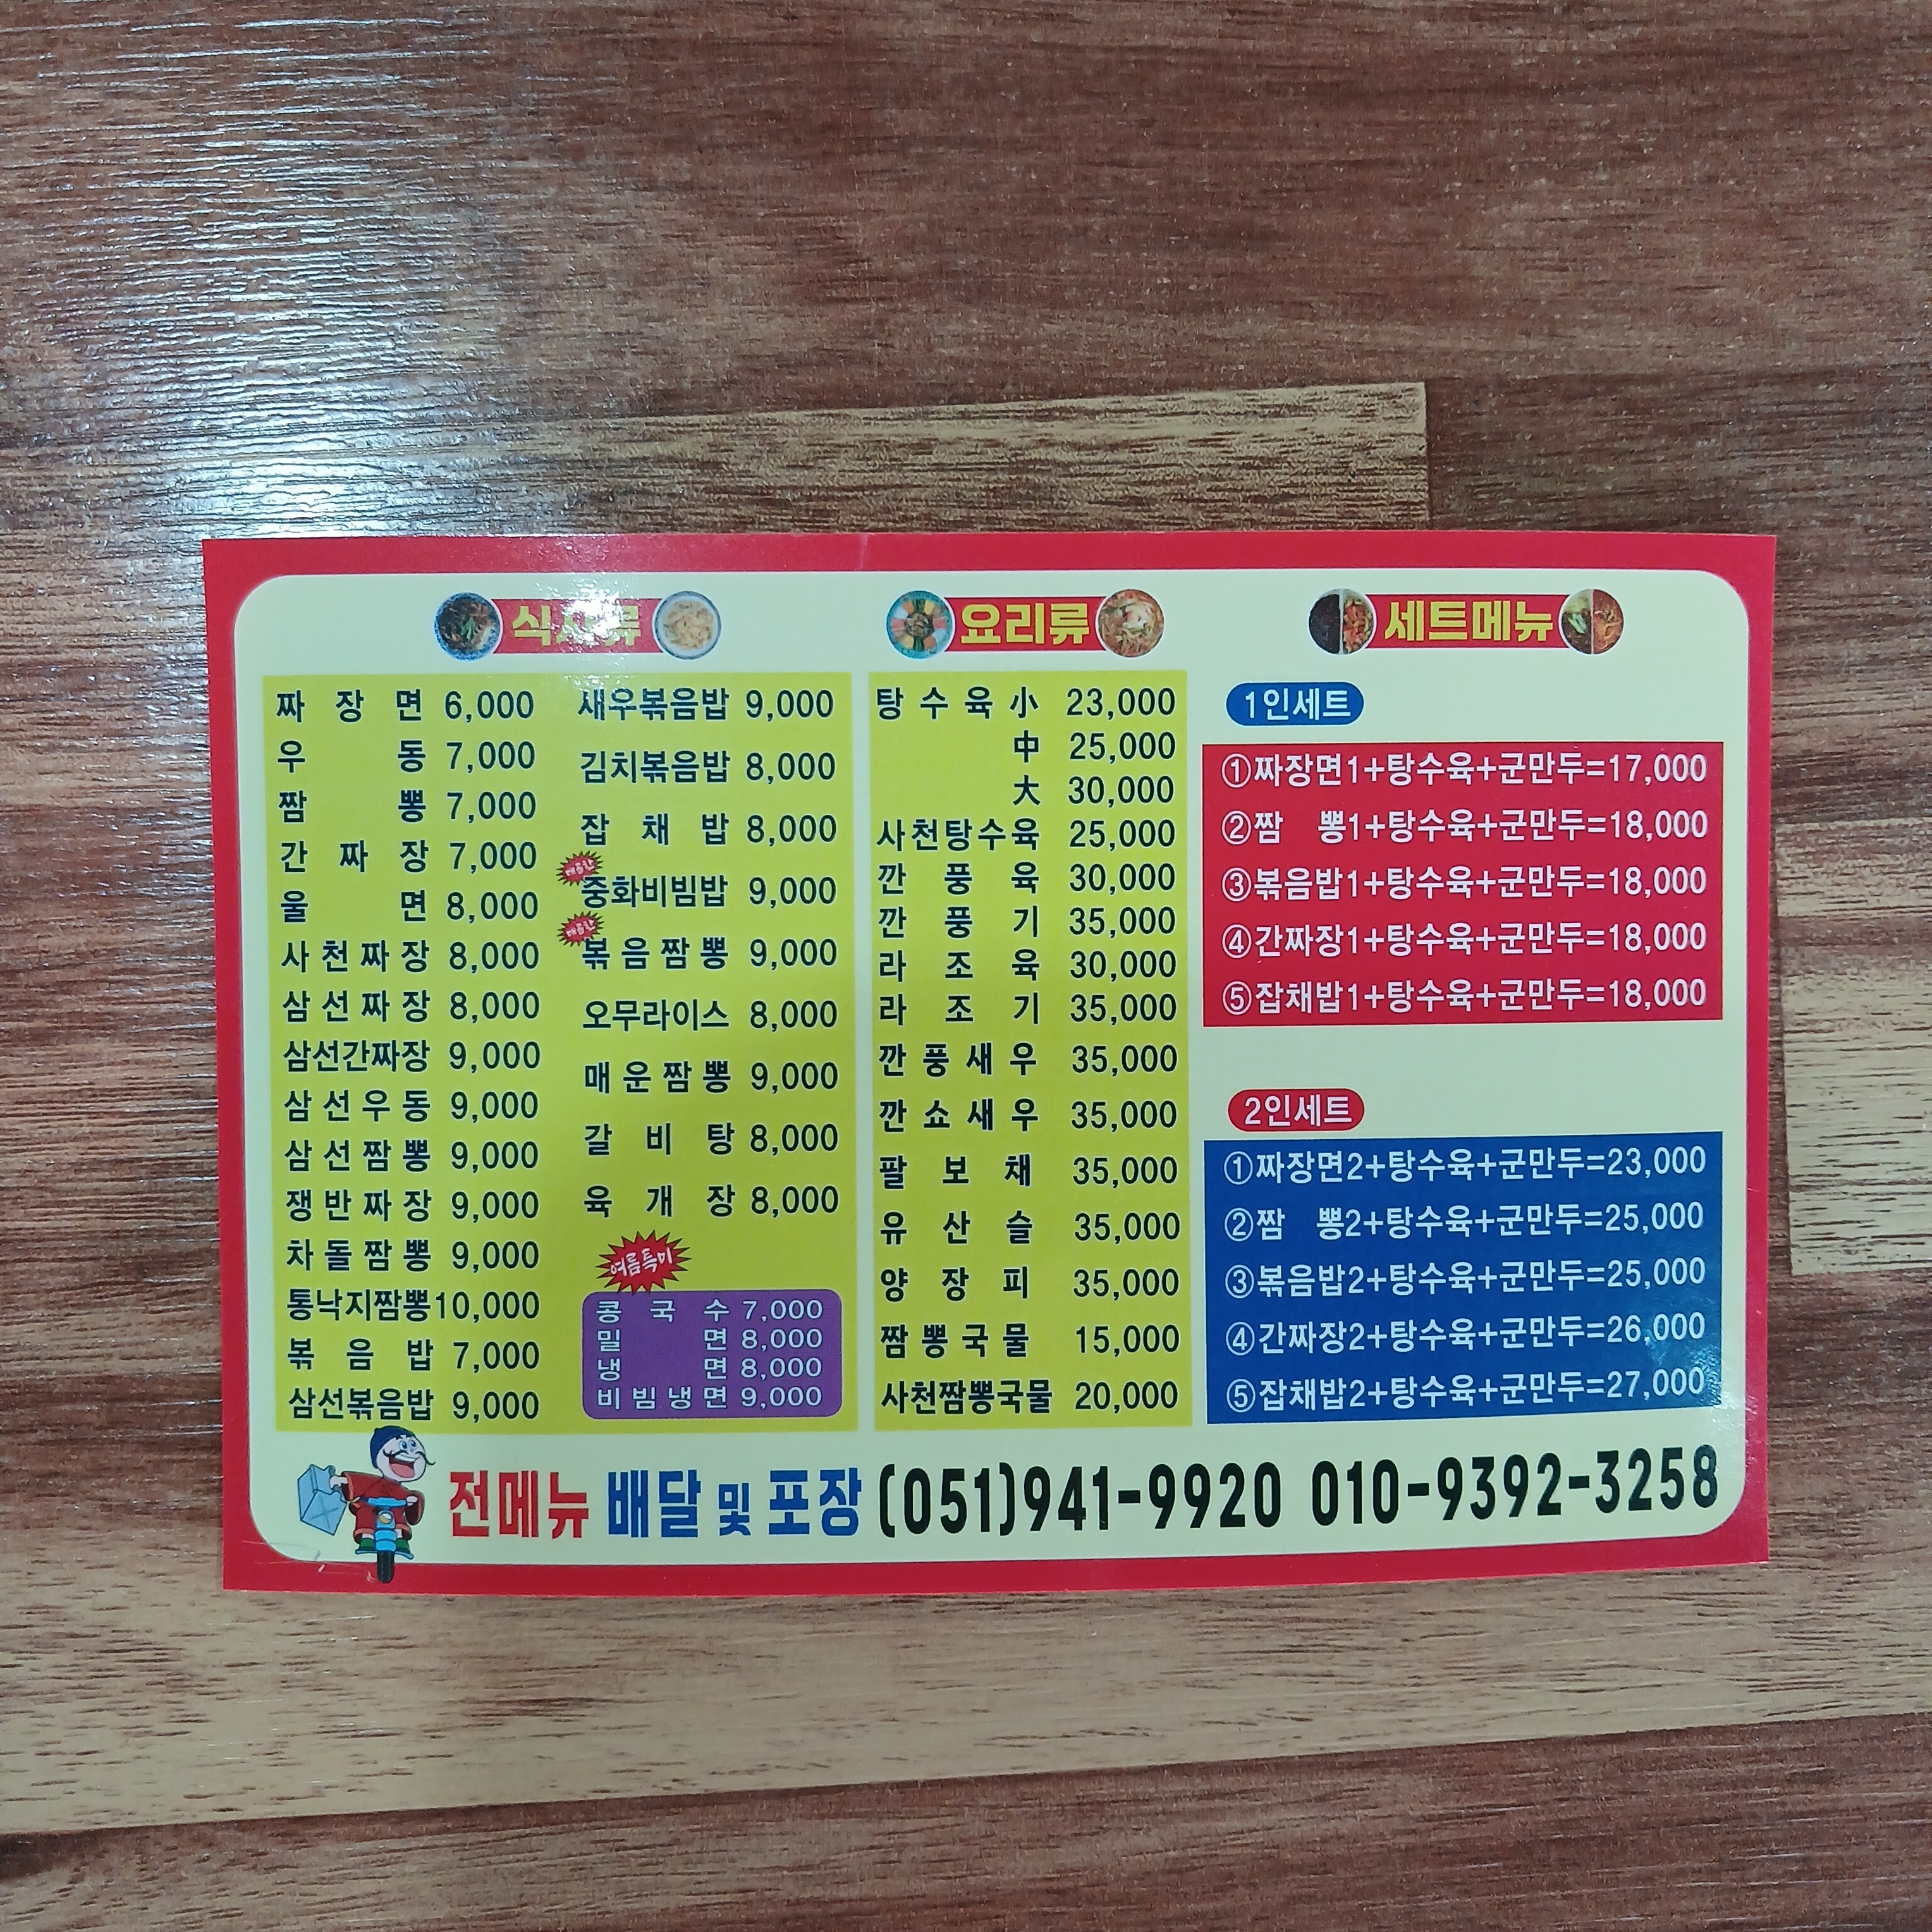 식사류
짜장면 6,000
우동 7,000
짬뽕 7,000
간짜장 7,000
울면 8,000
사천짜장 8,000
삼선짜장 8,000
삼선간짜장 9,000
삼선우동 9,000
삼선짬뽕 9,000
쟁반짜장 9,000
차돌짬뽕 9,000
통낙지짬뽕 10,000
볶음밥 7,000
삼선볶음밥 9,000
새우볶음밥 9,000
김치볶음밥 8,000
잡채밥 8,000
매콤한
중화비빔밥 9,000
매콤한
볶음짬뽕 9,000
오무라이스 8,000
매운짬뽕 9,000
갈비탕 8,000
육개장 8,000
여름특미
콩국수 7,000
밀면 8,000
냉면 8,000
비빔냉면 9,000
요리류
탕수육 小 23,000
中 25,000
大 30,000
사천탕수육 25,000
깐풍육 30,000
깐풍기 35,000
라조육 30,000
라조기 35,000
깐풍새우 35,000
깐쇼새우 35,000
팔보채 35,000
유산슬 35,000
양장피 35,000
짬뽕국물 15,000
사천짬뽕국물 20,000
세트메뉴
1인세트
①짜장면1+탕수육+군만두=17,000
②짬 뽕1+탕수육+군만두=18,000
③볶음밥1+탕수육+군만두=18,000
④간짜장1+탕수육+군만두=18,000
⑤잡채밥1+탕수육+군만두=18,000
2인세트
①짜장면2+탕수육+군만두=23,000
②짬 뽕2+탕수육+군만두=25,000
③볶음밥2+탕수육+군만두=25,000
④간짜장2+탕수육+군만두=26,000
⑤잡채밥2+탕수육+군만두=27,000
전메뉴 배달 및 포장 (051)941-9920 010-9392-3258